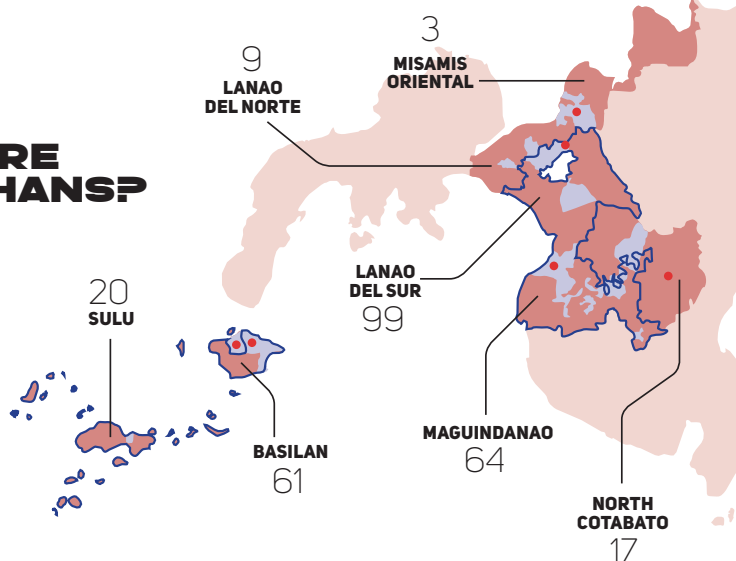 RE
HANS?
3
MISAMIS
ORIENTAL
9
LANAO
DEL NORTE
LANAO
DEL SUR
99
20
SULU
BASILAN
61
MAGUINDANAO
64
NORTH
COTABATO
17